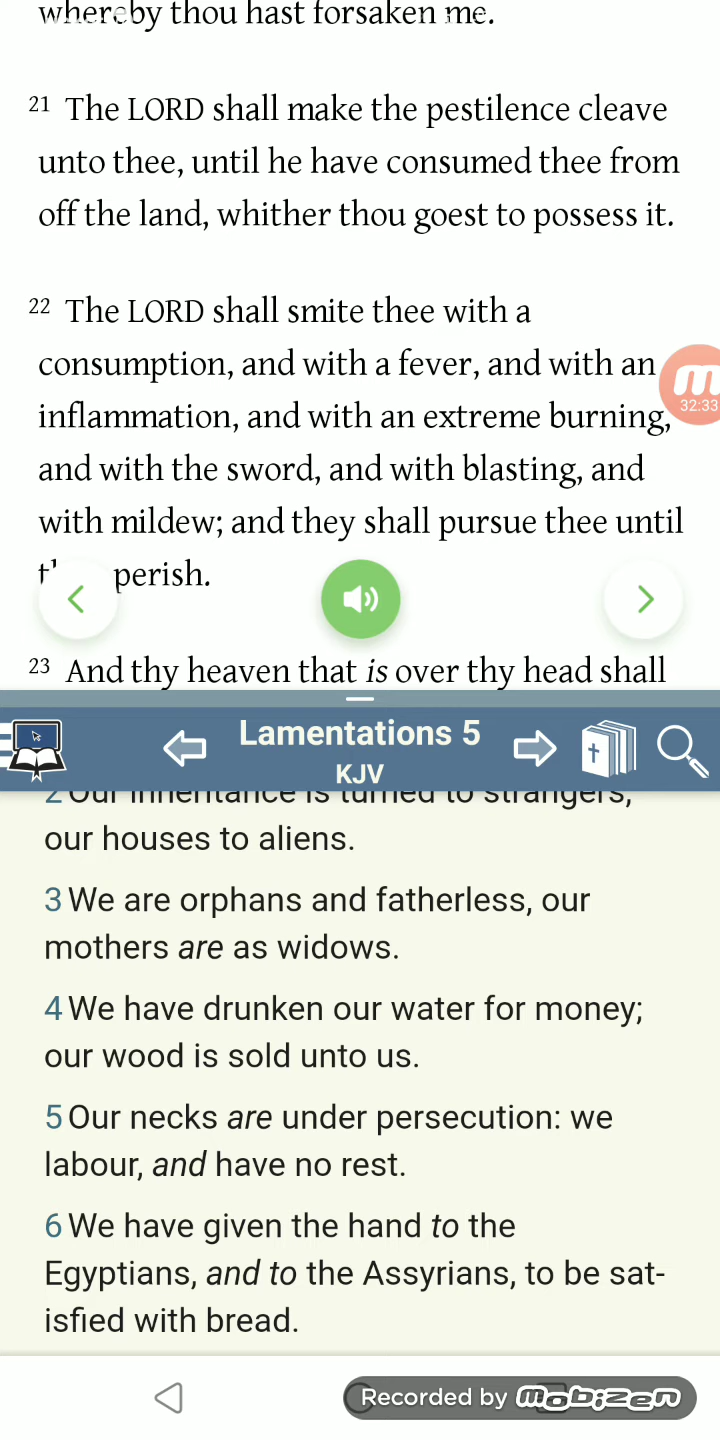 whereby thou hast forsaken me.
21 The LORD shall make the pestilence cleave
unto thee, until he have consumed thee from
off the land, whither thou goest to possess it.
22 The LORD shall smite thee with a
consumption, and with a fever, and with an
inflammation, and with an extreme burning,
32:33
and with the sword, and with blasting, and
with mildew; and they shall pursue thee until
perish.
23 And thy heaven that is over thy head shall
Lamentations 5
KJV
2 Our inheritance is turned to strangers,
our houses to aliens.
3 We are orphans and fatherless, our
mothers are as widows.
4 We have drunken our water for money;
our wood is sold unto us.
5 Our necks are under persecution: we
labour, and have no rest.
6 We have given the hand to the
Egyptians, and to the Assyrians, to be sat-
isfied with bread.
Recorded by mobizen